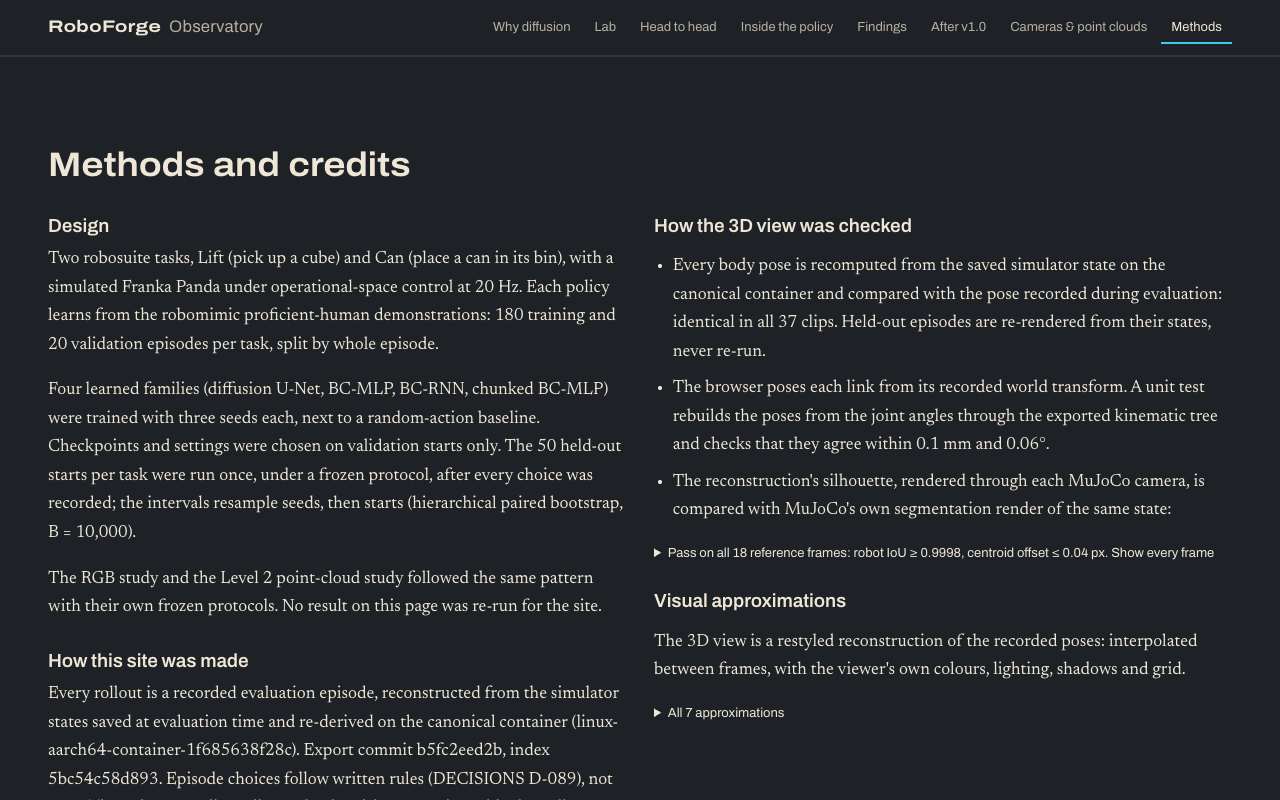 RoboForge Observatory
Why diffusion
Lab
Head to head
Inside the policy
Findings
After v1.0
Cameras & point clouds
Methods
Methods and credits
Design
Two robosuite tasks, Lift (pick up a cube) and Can (place a can in its bin), with a
simulated Franka Panda under operational-space control at 20 Hz. Each policy
learns from the robomimic proficient-human demonstrations: 180 training and
20 validation episodes per task, split by whole episode.
Four learned families (diffusion U-Net, BC-MLP, BC-RNN, chunked BC-MLP)
were trained with three seeds each, next to a random-action baseline.
Checkpoints and settings were chosen on validation starts only. The 50 held-out
starts per task were run once, under a frozen protocol, after every choice was
recorded; the intervals resample seeds, then starts (hierarchical paired bootstrap,
B = 10,000).
The RGB study and the Level 2 point-cloud study followed the same pattern
with their own frozen protocols. No result on this page was re-run for the site.
How this site was made
Every rollout is a recorded evaluation episode, reconstructed from the simulator
states saved at evaluation time and re-derived on the canonical container (linux-
aarch64-container-1f685638f28c). Export commit b5fc2eed2b, index
5bc54c58d893. Episode choices follow written rules (DECISIONS D-089), not
How the 3D view was checked
• Every body pose is recomputed from the saved simulator state on the
canonical container and compared with the pose recorded during evaluation:
identical in all 37 clips. Held-out episodes are re-rendered from their states,
never re-run.
• The browser poses each link from its recorded world transform. A unit test
rebuilds the poses from the joint angles through the exported kinematic tree
and checks that they agree within 0.1 mm and 0.06°.
• The reconstruction's silhouette, rendered through each MuJoCo camera, is
compared with MuJoCo's own segmentation render of the same state:
▶ Pass on all 18 reference frames: robot IoU ≥ 0.9998, centroid offset ≤ 0.04 px. Show every frame
Visual approximations
The 3D view is a restyled reconstruction of the recorded poses: interpolated
between frames, with the viewer's own colours, lighting, shadows and grid.
▶ All 7 approximations